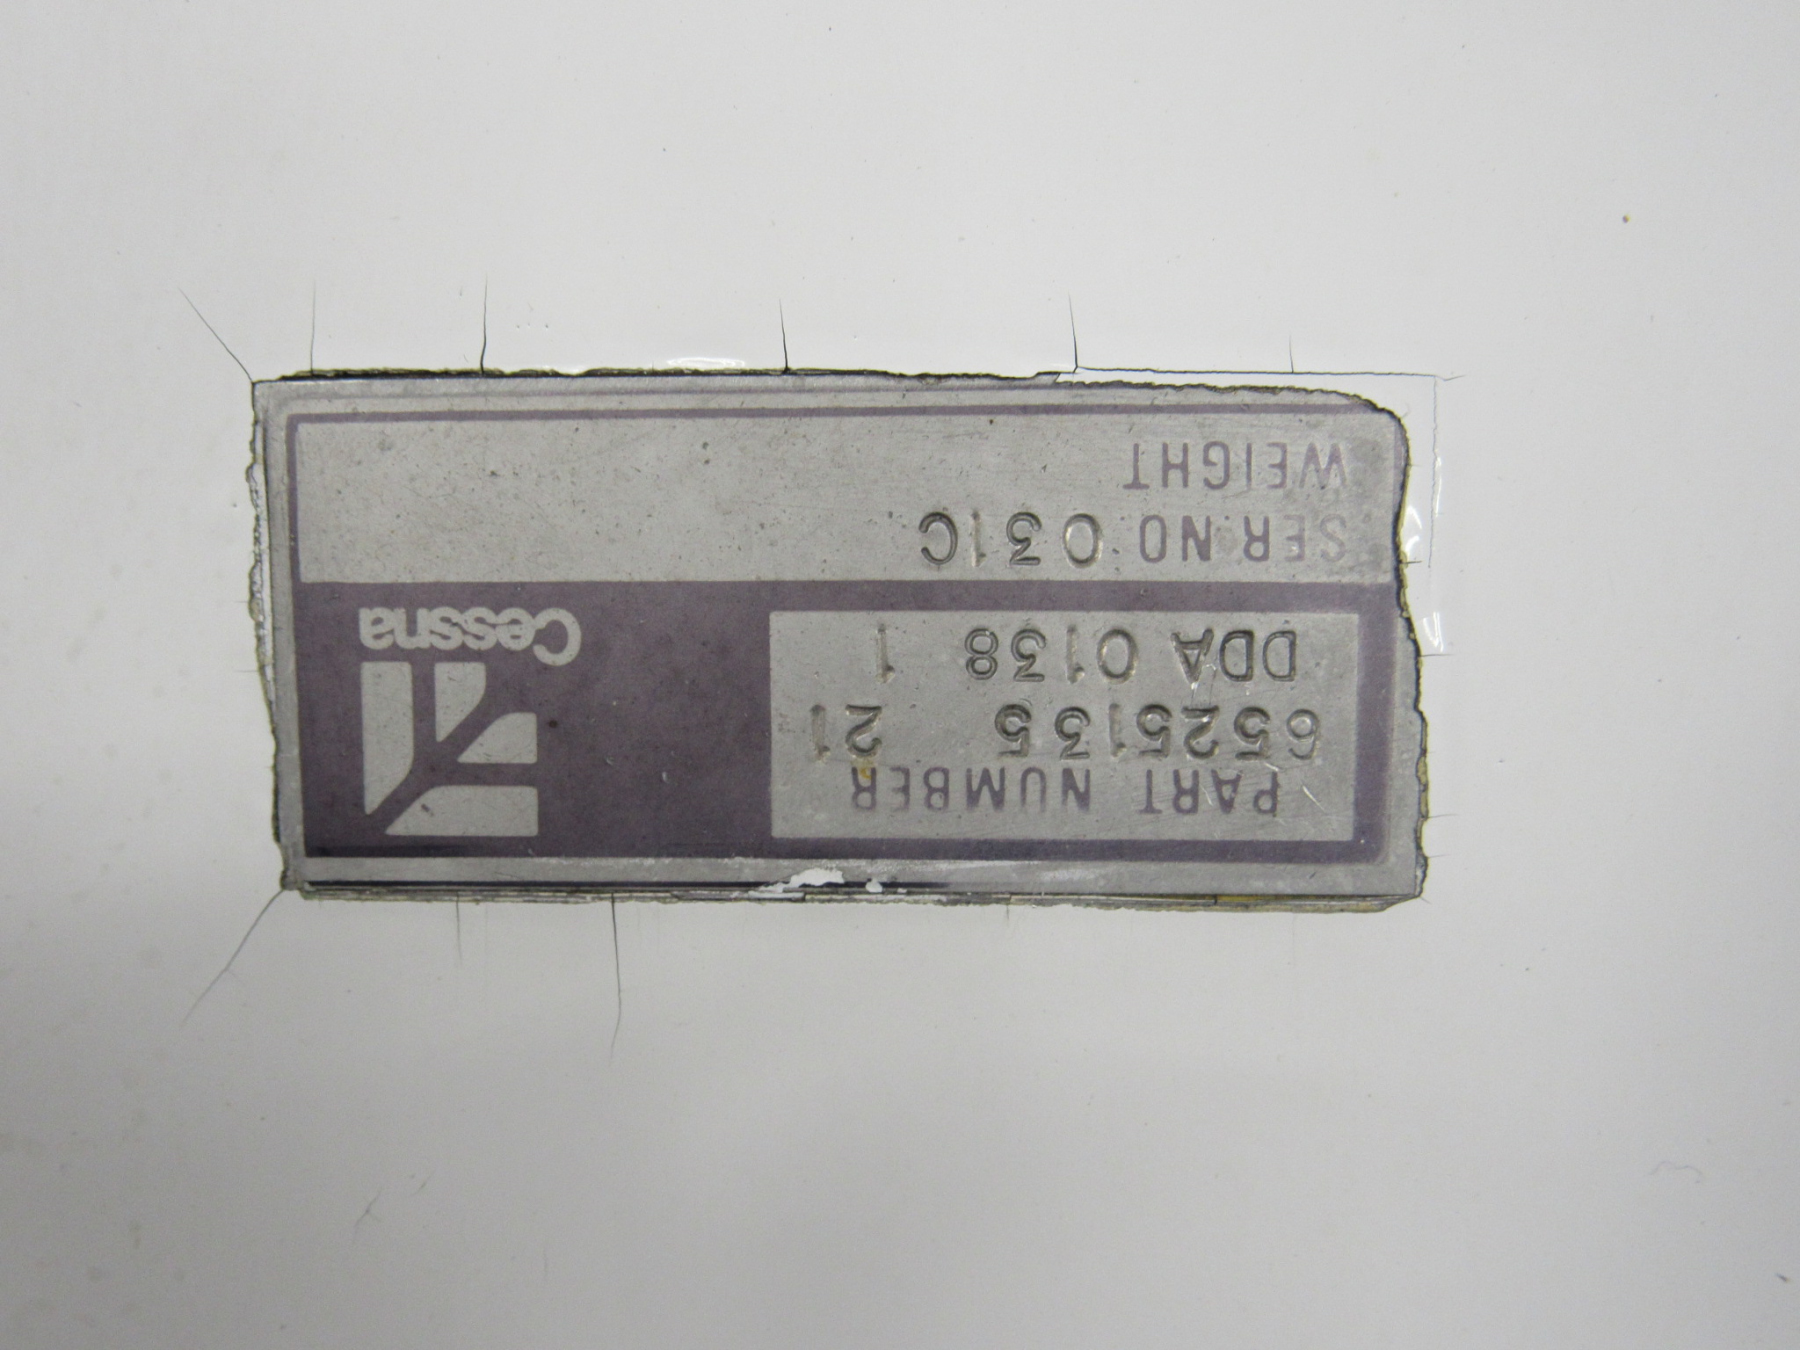 PART NUMBER
6525135 21
DDA 0138 1
Cessna
SER.NO 031C
WEIGHT